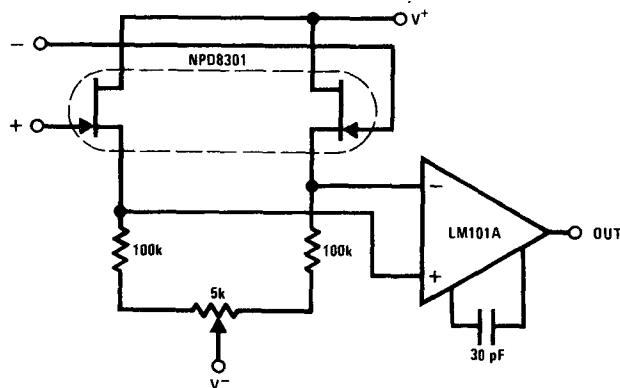 V+
−
NPD8301
+
−
LM101A
OUT
100k
100k
+
5k
30 pF
V−